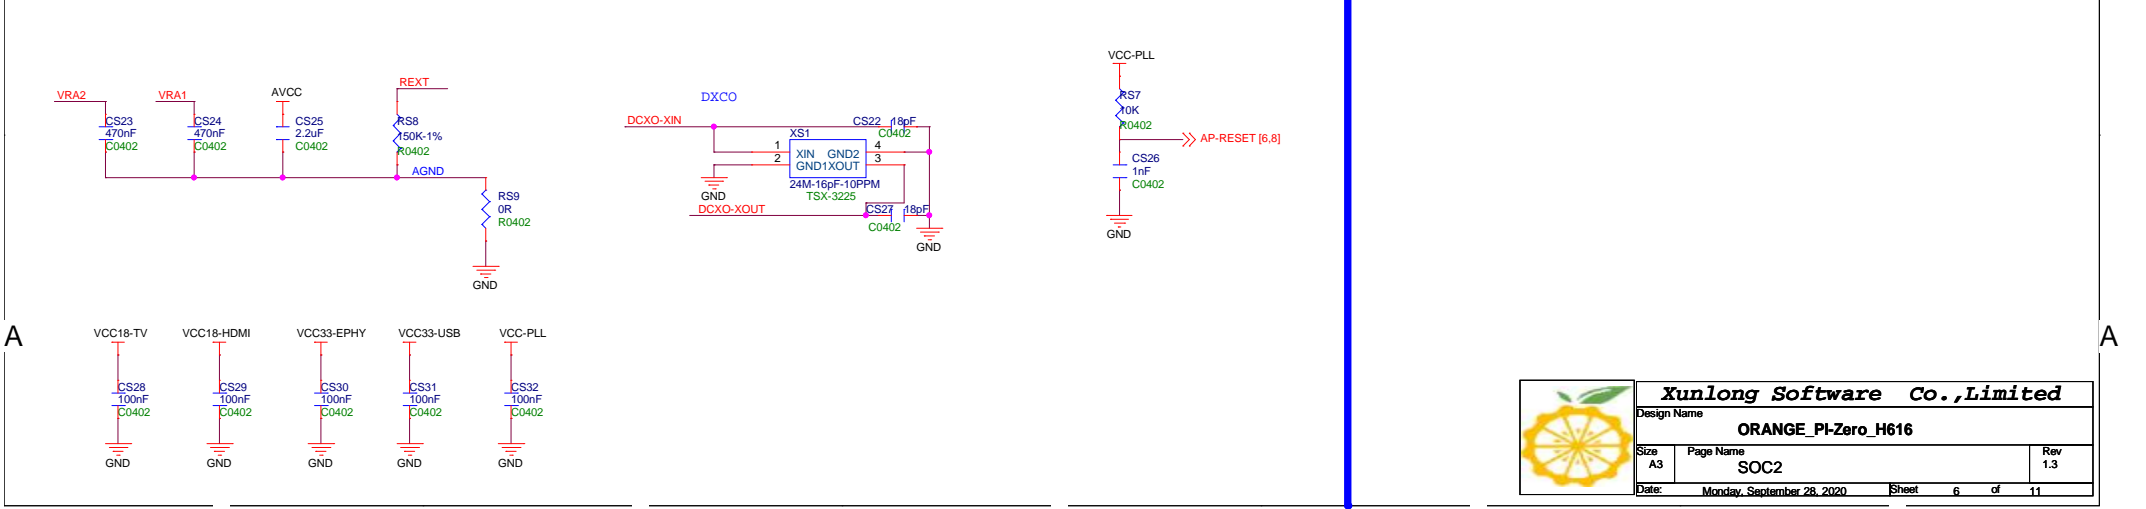 VRA2
CS23
470nF
C0402
VRA1
CS24
470nF
C0402
AVCC
CS25
2.2uF
C0402
REXT
RS8
150K-1%
R0402
AGND
RS9
0R
R0402
GND
DXCO
DCXO-XIN
CS22 18pF
C0402
XS1
1 XIN GND2 4
2 GND1XOUT 3
24M-16pF-10PPM
TSX-3225
GND
DCXO-XOUT
CS27 18pF
C0402
GND
VCC-PLL
RS7
10K
R0402
AP-RESET [6,8]
CS26
1nF
C0402
GND
A
VCC18-TV
CS28
100nF
C0402
GND
VCC18-HDMI
CS29
100nF
C0402
GND
VCC33-EPHY
CS30
100nF
C0402
GND
VCC33-USB
CS31
100nF
C0402
GND
VCC-PLL
CS32
100nF
C0402
GND
A
Xunlong Software Co.,Limited
Design Name
ORANGE_PI-Zero_H616
Size
A3
Page Name
SOC2
Rev
1.3
Date: Monday, September 28, 2020 Sheet 6 of 11